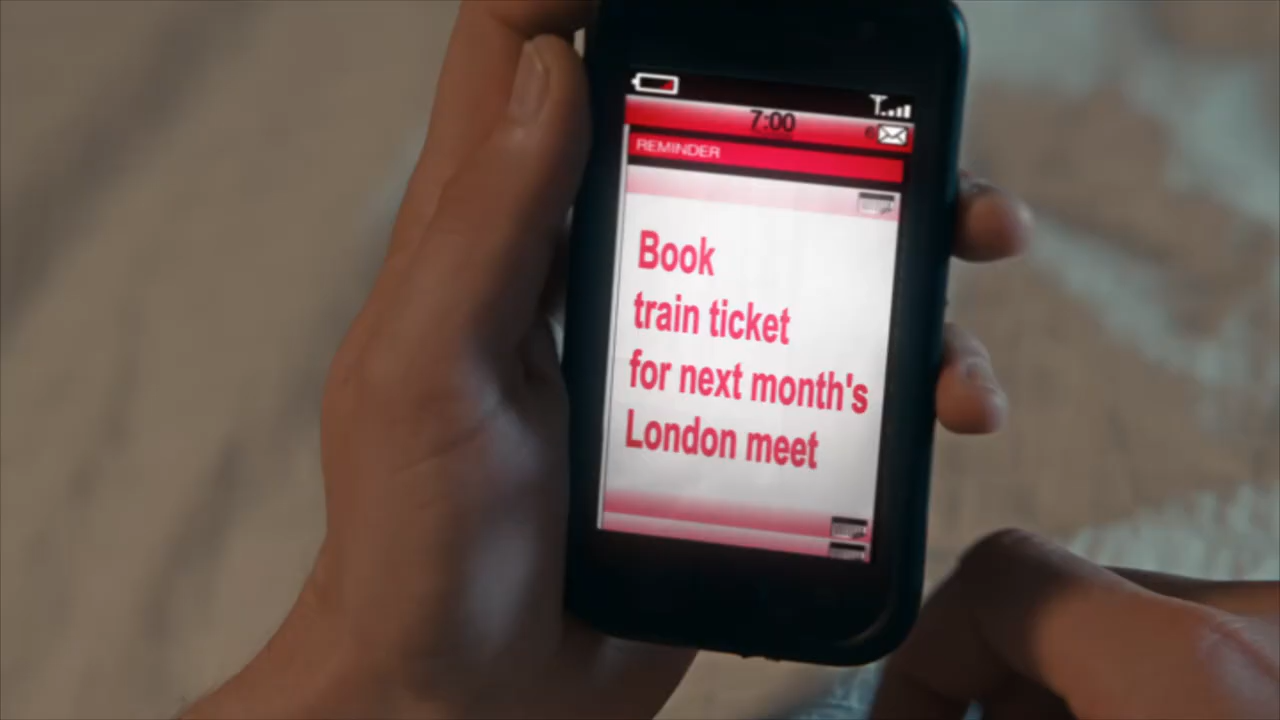 7:00
REMINDER
Book
train ticket
for next month's
London meet